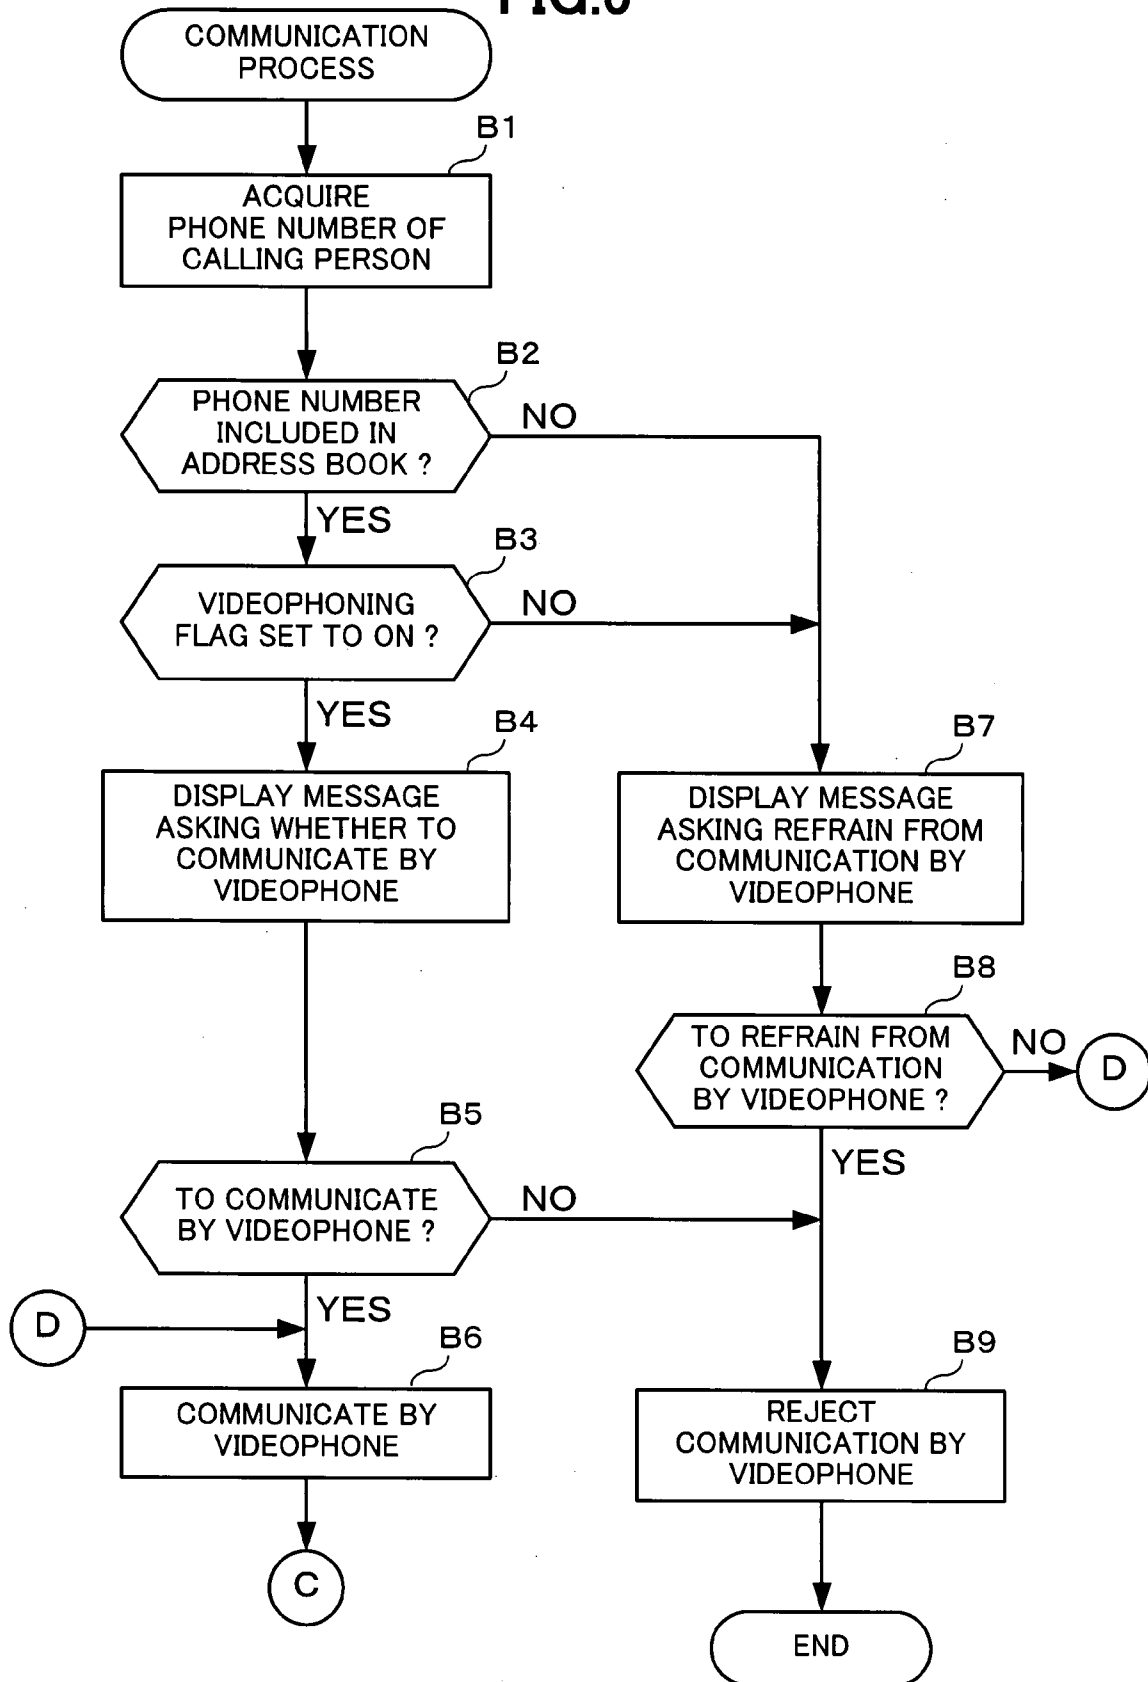 COMMUNICATION
PROCESS
B1
ACQUIRE
PHONE NUMBER OF
CALLING PERSON
B2
PHONE NUMBER
INCLUDED IN
ADDRESS BOOK ?
NO
YES
B3
VIDEOPHONING
FLAG SET TO ON ?
NO
YES
B4
DISPLAY MESSAGE
ASKING WHETHER TO
COMMUNICATE BY
VIDEOPHONE
B7
DISPLAY MESSAGE
ASKING REFRAIN FROM
COMMUNICATION BY
VIDEOPHONE
B8
TO REFRAIN FROM
COMMUNICATION
BY VIDEOPHONE ?
NO
D
YES
B5
TO COMMUNICATE
BY VIDEOPHONE ?
NO
YES
D
B6
COMMUNICATE BY
VIDEOPHONE
B9
REJECT
COMMUNICATION BY
VIDEOPHONE
C
END